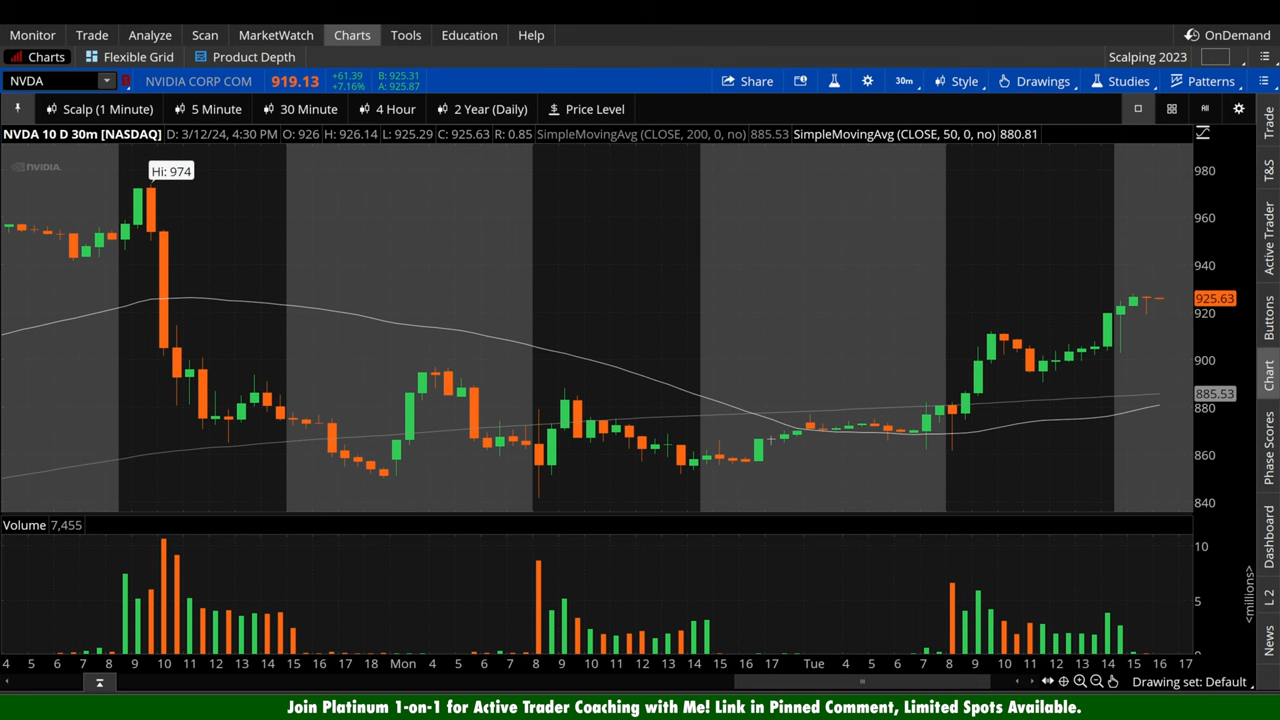 Monitor Trade Analyze Scan MarketWatch Charts Tools Education Help OnDemand
Charts Flexible Grid Product Depth Scalping 2023
NVDA NVIDIA CORP COM 919.13 +61.39 +7.16% B: 925.31 A: 925.87 Share 30m Style Drawings Studies Patterns
Scalp (1 Minute) 5 Minute 30 Minute 4 Hour 2 Year (Daily) $ Price Level All
NVDA 10 D 30m [NASDAQ] D: 3/12/24, 4:30 PM O: 926 H: 926.14 L: 925.29 C: 925.63 R: 0.85 SimpleMovingAvg (CLOSE, 200, 0, no) 885.53 SimpleMovingAvg (CLOSE, 50, 0, no) 880.81
NVIDIA
Hi: 974
980
960
940
925.63
920
900
885.53
880
860
840
Volume 7,455
10
5
<millions>
4 5 6 7 8 9 10 11 12 13 14 15 16 17 18 Mon 4 5 6 7 8 9 10 11 12 13 14 15 16 17 Tue 4 5 6 7 8 9 10 11 12 13 14 15 16 17
Drawing set: Default
Trade
T&S
Active Trader
Buttons
Chart
Phase Scores
Dashboard
L 2
News
Join Platinum 1-on-1 for Active Trader Coaching with Me! Link in Pinned Comment, Limited Spots Available.